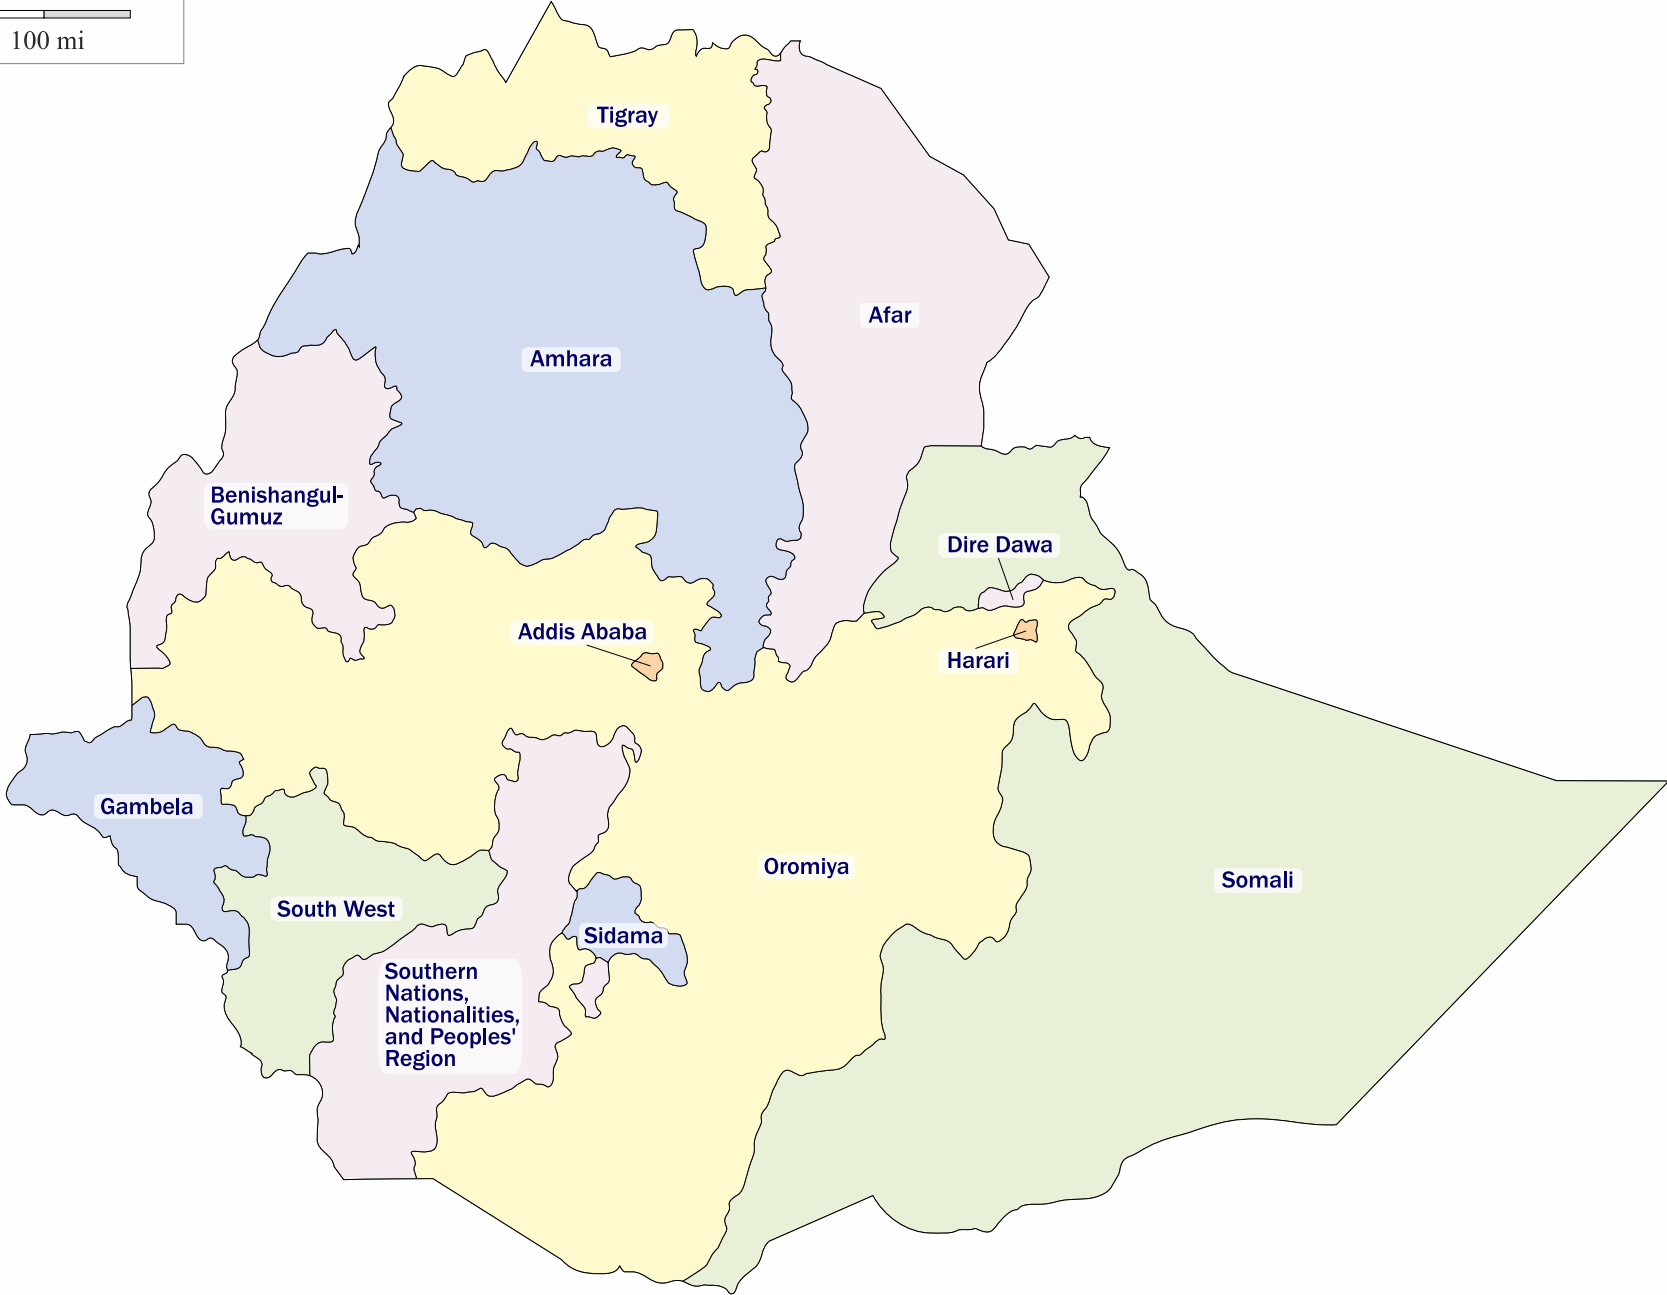 100 mi
Tigray
Afar
Amhara
Benishangul-
Gumuz
Dire Dawa
Addis Ababa
Harari
Gambela
Oromiya
Somali
South West
Sidama
Southern
Nations,
Nationalities,
and Peoples'
Region